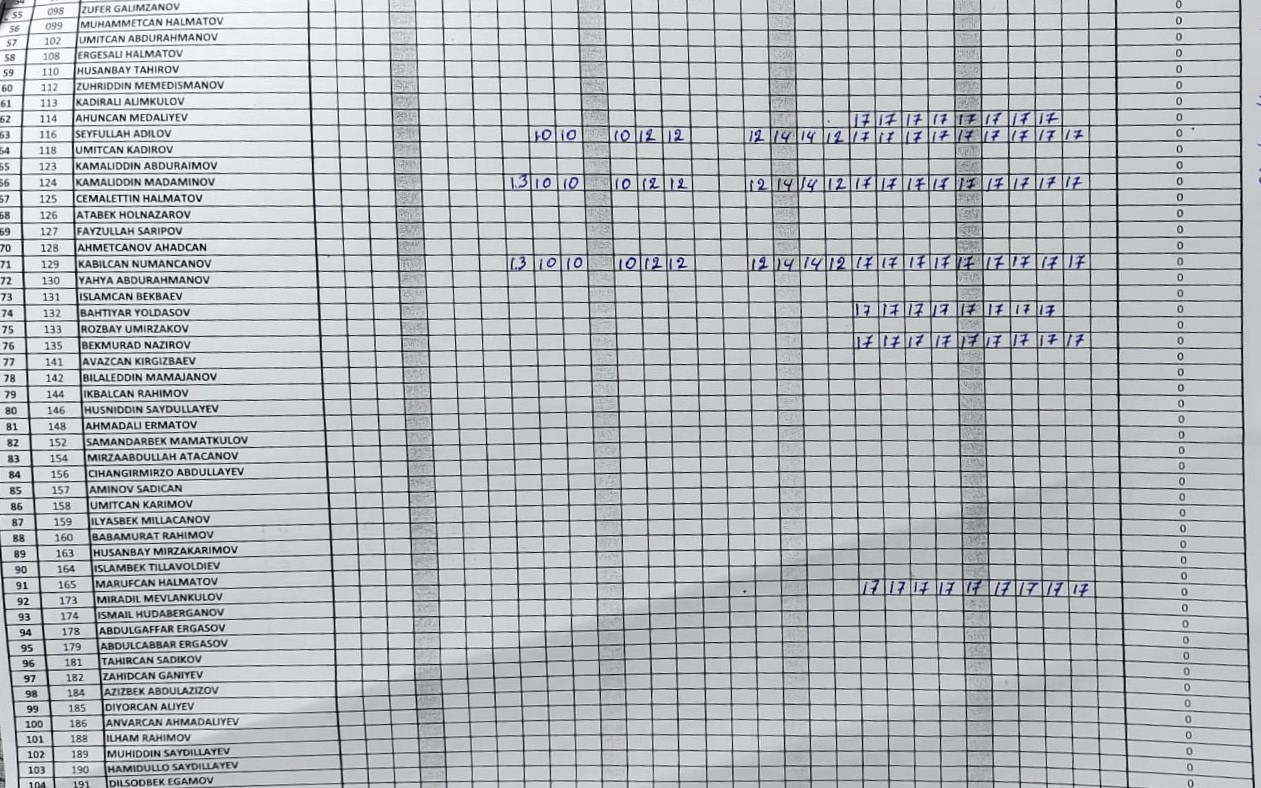 098 ZUFER GALIMZANOV 0
55 099 MUHAMMETCAN HALMATOV 0
56 102 UMITCAN ABDURAHMANOV 0
57 108 ERGESALI HALMATOV 0
58 110 HUSANBAY TAHIROV 0
59 112 ZUHRIDDIN MEMEDISMANOV 0
60 113 KADIRALI ALIMKULOV 0
61 114 AHUNCAN MEDALIYEV 17 17 17 17 17 17 17 17 0
62 116 SEYFULLAH ADILOV 10 10 10 12 12 12 14 14 12 17 17 17 17 17 17 17 17 17 0
63 118 UMITCAN KADIROV 0
64 123 KAMALIDDIN ABDURAIMOV 0
65 124 KAMALIDDIN MADAMINOV 13 10 10 10 12 12 12 14 14 12 17 17 17 17 17 17 17 17 17 0
66 125 CEMALETTIN HALMATOV 0
67 126 ATABEK HOLNAZAROV 0
68 127 FAYZULLAH SARIPOV 0
69 128 AHMETCANOV AHADCAN 0
70 129 KABILCAN NUMANCANOV 13 10 10 10 12 12 12 14 14 12 17 17 17 17 17 17 17 17 17 0
71 130 YAHYA ABDURAHMANOV 0
72 131 ISLAMCAN BEKBAEV 0
73 132 BAHTIYAR YOLDASOV 17 17 17 17 17 17 17 17 0
74 133 ROZBAY UMIRZAKOV 0
75 135 BEKMURAD NAZIROV 17 17 17 17 17 17 17 17 17 0
76 141 AVAZCAN KIRGIZBAEV 0
77 142 BILALEDDIN MAMAJANOV 0
78 144 IKBALCAN RAHIMOV 0
79 146 HUSNIDDIN SAYDULLAYEV 0
80 148 AHMADALI ERMATOV 0
81 152 SAMANDARBEK MAMATKULOV 0
82 154 MIRZAABDULLAH ATACANOV 0
83 156 CIHANGIRMIRZO ABDULLAYEV 0
84 157 AMINOV SADICAN 0
85 158 UMITCAN KARIMOV 0
86 159 ILYASBEK MILLACANOV 0
87 160 BABAMURAT RAHIMOV 0
88 163 HUSANBAY MIRZAKARIMOV 0
89 164 ISLAMBEK TILLAVOLDIEV 0
90 165 MARUFCAN HALMATOV 0
91 173 MIRADIL MEVLANKULOV 17 17 17 17 17 17 17 17 17 0
92 174 ISMAIL HUDABERGANOV 0
93 178 ABDULGAFFAR ERGASOV 0
94 179 ABDULCABBAR ERGASOV 0
95 181 TAHIRCAN SADIKOV 0
96 182 ZAHIDCAN GANIYEV 0
97 184 AZIZBEK ABDULAZIZOV 0
98 185 DIYORCAN ALIYEV 0
99 186 ANVARCAN AHMADALIYEV 0
100 188 ILHAM RAHIMOV 0
101 189 MUHIDDIN SAYDILLAYEV 0
102 190 HAMIDULLO SAYDILLAYEV 0
103 191 DILSODBEK EGAMOV 0
104